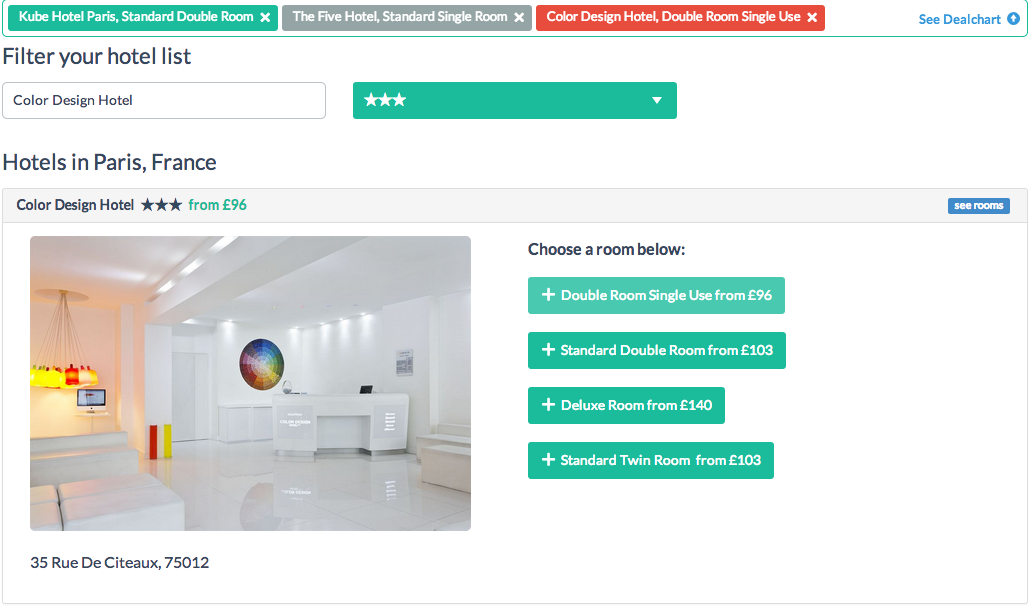 Kube Hotel Paris, Standard Double Room ×
The Five Hotel, Standard Single Room ×
Color Design Hotel, Double Room Single Use ×
See Dealchart
Filter your hotel list
Color Design Hotel
★★★
Hotels in Paris, France
Color Design Hotel ★★★ from £96
see rooms
Choose a room below:
+ Double Room Single Use from £96
+ Standard Double Room from £103
+ Deluxe Room from £140
+ Standard Twin Room from £103
COLOR DESIGN
35 Rue De Citeaux, 75012